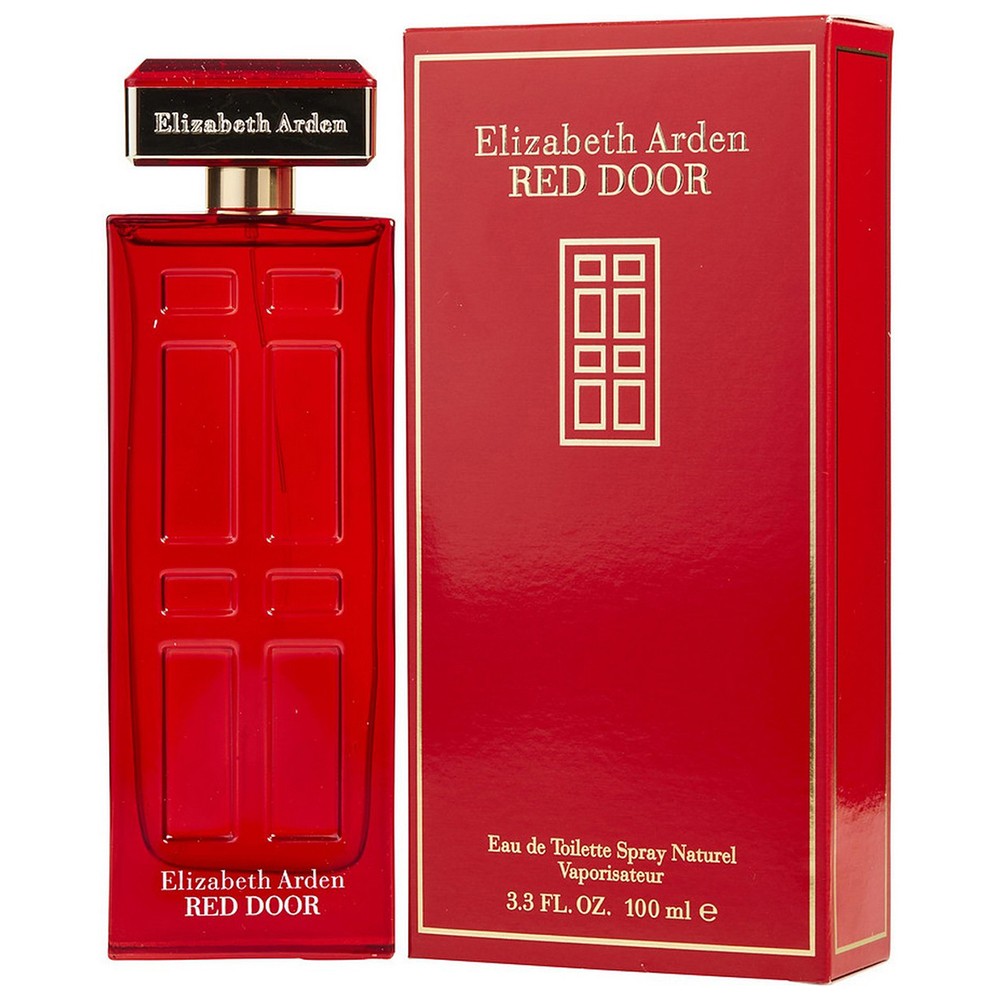 Elizabeth Arden
Elizabeth Arden
RED DOOR
Elizabeth Arden
RED DOOR
Eau de Toilette Spray Naturel
Vaporisateur
3.3 FL. OZ. 100 ml ℮